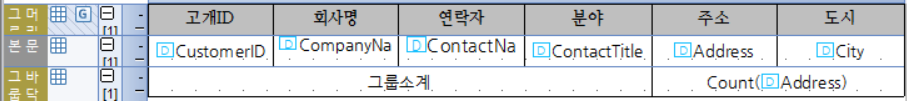 그 머 G [1] 고개ID 회사명 연락자 분야 주소 도시
본 문 [1] D CustomerID D CompanyNa D ContactNa D ContactTitle D Address D City
그 바 [1] 그룹소계 Count(D Address)
룹 닥